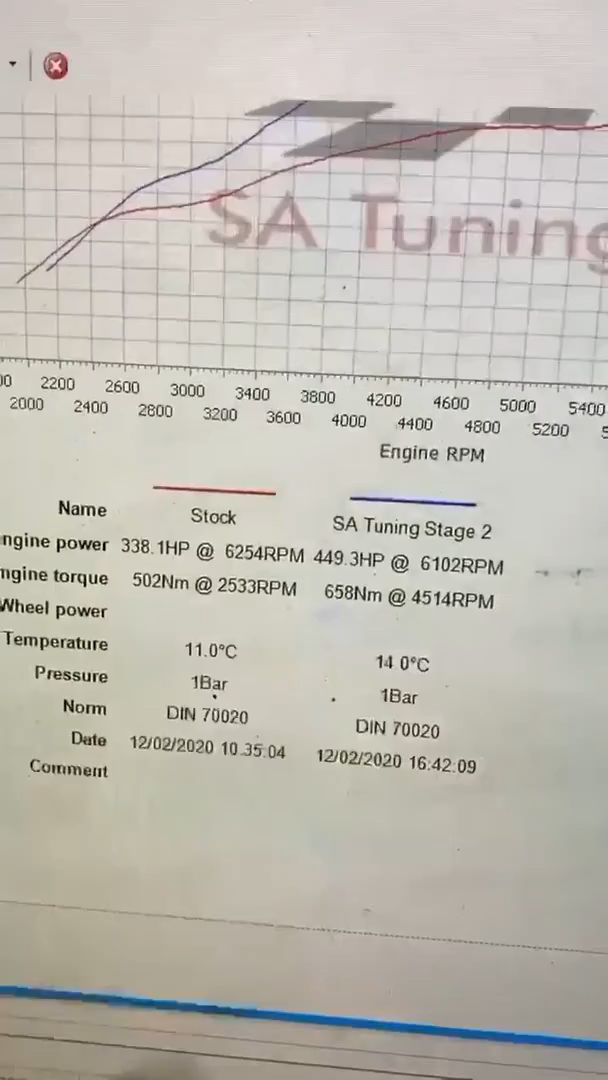 SA Tuning
2200 2600 3000 3400 3800 4200 4600 5000 5400
2000 2400 2800 3200 3600 4000 4400 4800 5200
Engine RPM
Name Stock SA Tuning Stage 2
ngine power 338.1HP @ 6254RPM 449.3HP @ 6102RPM
ngine torque 502Nm @ 2533RPM 658Nm @ 4514RPM
Wheel power
Temperature 11.0°C 14 0°C
Pressure 1Bar 1Bar
Norm DIN 70020 DIN 70020
Date 12/02/2020 10.35:04 12/02/2020 16:42:09
Comment